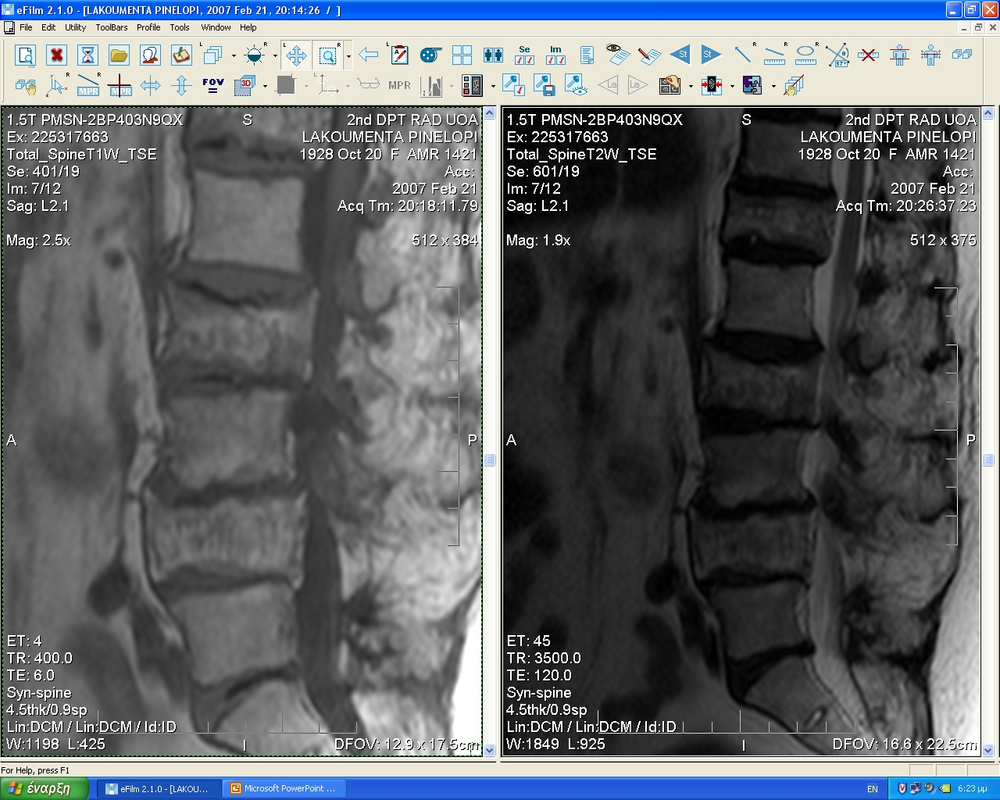 eFilm 2.1.0 - [LAKOUMENTA PINELOPI, 2007 Feb 21, 20:14:26  /  ]
File Edit Utility ToolBars Profile Tools Window Help
L R R L R L Se Im St St R R R R 57°
R R MPR MPR FOV 3D L MPR La La
1.5T PMSN-2BP403N9QX
Ex: 225317663
Total_SpineT1W_TSE
Se: 401/19
Im: 7/12
Sag: L2.1
Mag: 2.5x
S
2nd DPT RAD UOA
LAKOUMENTA PINELOPI
1928 Oct 20  F  AMR 1421
Acc:
2007 Feb 21
Acq Tm: 20:18:11.79
512 x 384
A
P
ET: 4
TR: 400.0
TE: 6.0
Syn-spine
4.5thk/0.9sp
Lin:DCM / Lin:DCM / Id:ID
W:1198  L:425
I
DFOV: 12.9 x 17.5cm
1.5T PMSN-2BP403N9QX
Ex: 225317663
Total_SpineT2W_TSE
Se: 601/19
Im: 7/12
Sag: L2.1
Mag: 1.9x
S
2nd DPT RAD UOA
LAKOUMENTA PINELOPI
1928 Oct 20  F  AMR 1421
Acc:
2007 Feb 21
Acq Tm: 20:26:37.23
512 x 375
A
P
ET: 45
TR: 3500.0
TE: 120.0
Syn-spine
4.5thk/0.9sp
Lin:DCM / Lin:DCM / Id:ID
W:1849  L:925
I
DFOV: 16.6 x 22.5cm
For Help, press F1
έναρξη eFilm 2.1.0 - [LAKOU... Microsoft PowerPoint ... EN 6:23 μμ